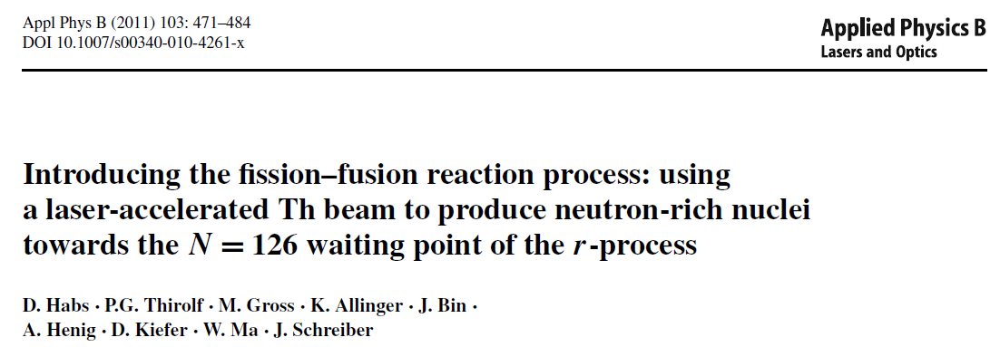 Appl Phys B (2011) 103: 471–484
DOI 10.1007/s00340-010-4261-x
Applied Physics B
Lasers and Optics
Introducing the fission–fusion reaction process: using
a laser-accelerated Th beam to produce neutron-rich nuclei
towards the N = 126 waiting point of the r-process
D. Habs · P.G. Thirolf · M. Gross · K. Allinger · J. Bin ·
A. Henig · D. Kiefer · W. Ma · J. Schreiber